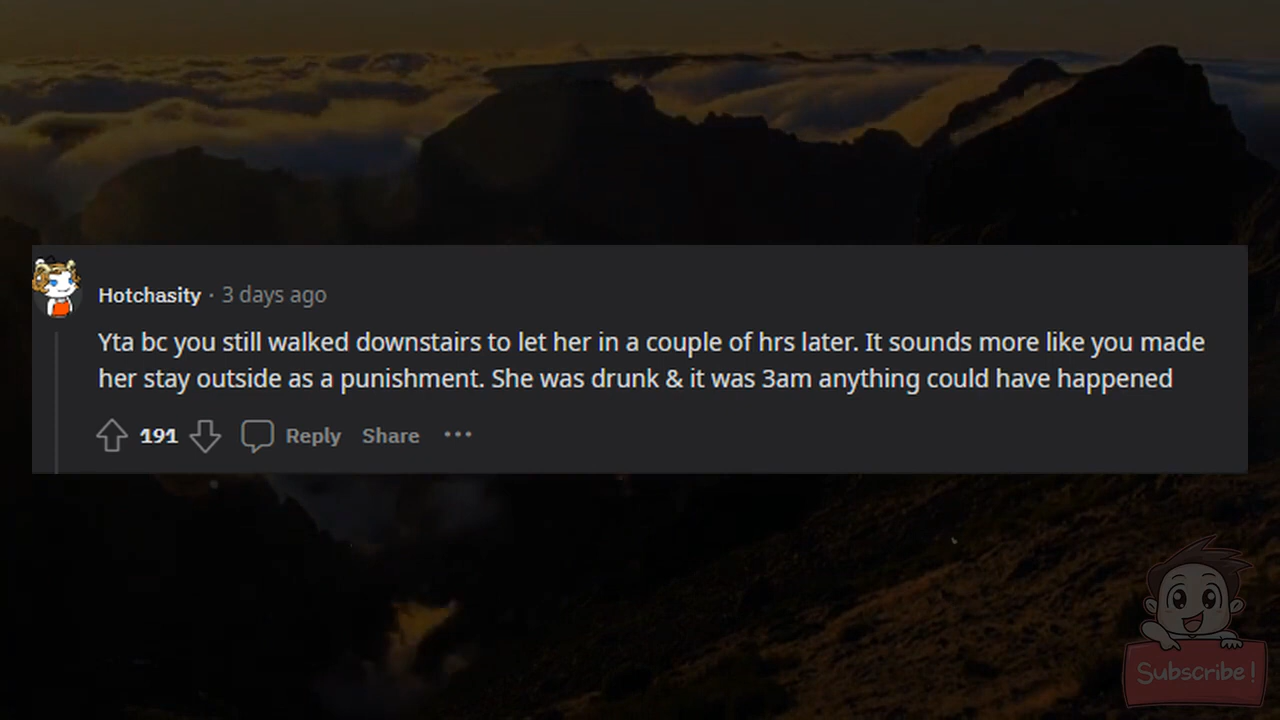 Hotchasity · 3 days ago
Yta bc you still walked downstairs to let her in a couple of hrs later. It sounds more like you made
her stay outside as a punishment. She was drunk & it was 3am anything could have happened
191 Reply Share •••
Subscribe!